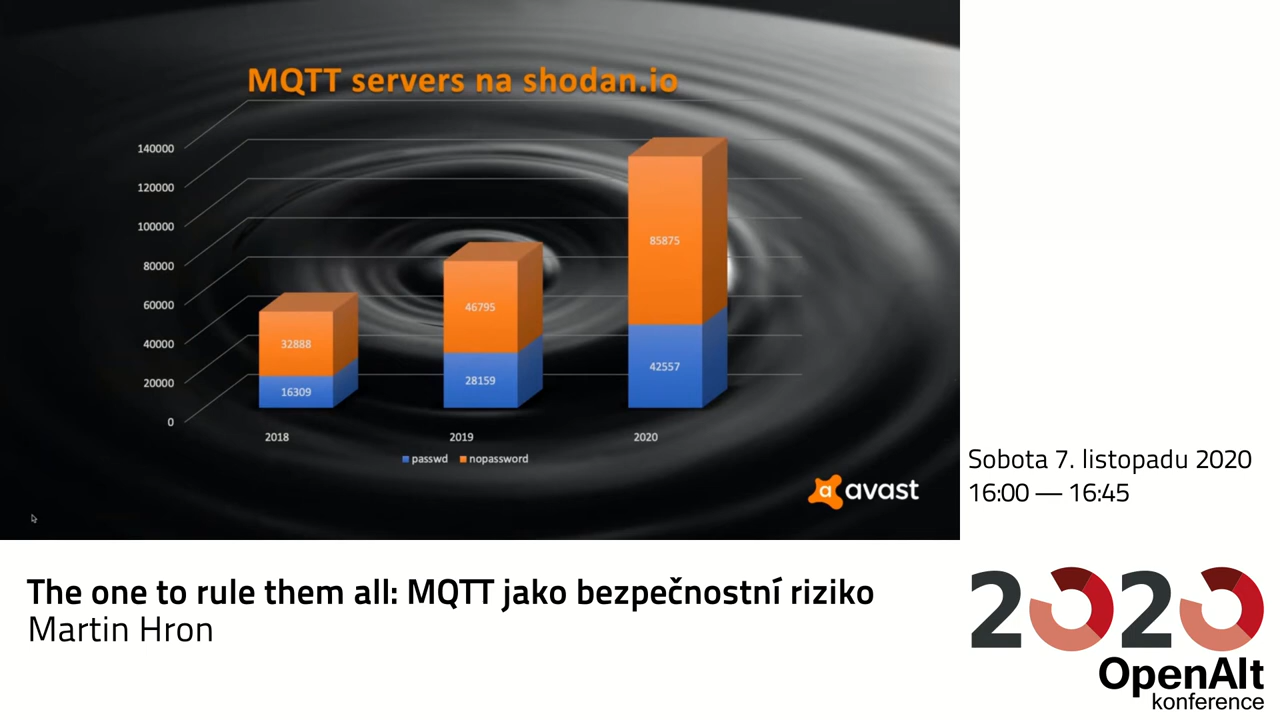 MQTT servers na shodan.io
140000
120000
100000
80000
60000
40000
20000
0
32888
16309
46795
28159
85875
42557
2018 2019 2020
passwd nopassword
avast
Sobota 7. listopadu 2020
16:00 — 16:45
The one to rule them all: MQTT jako bezpečnostní riziko
Martin Hron
2020
OpenAlt
konference